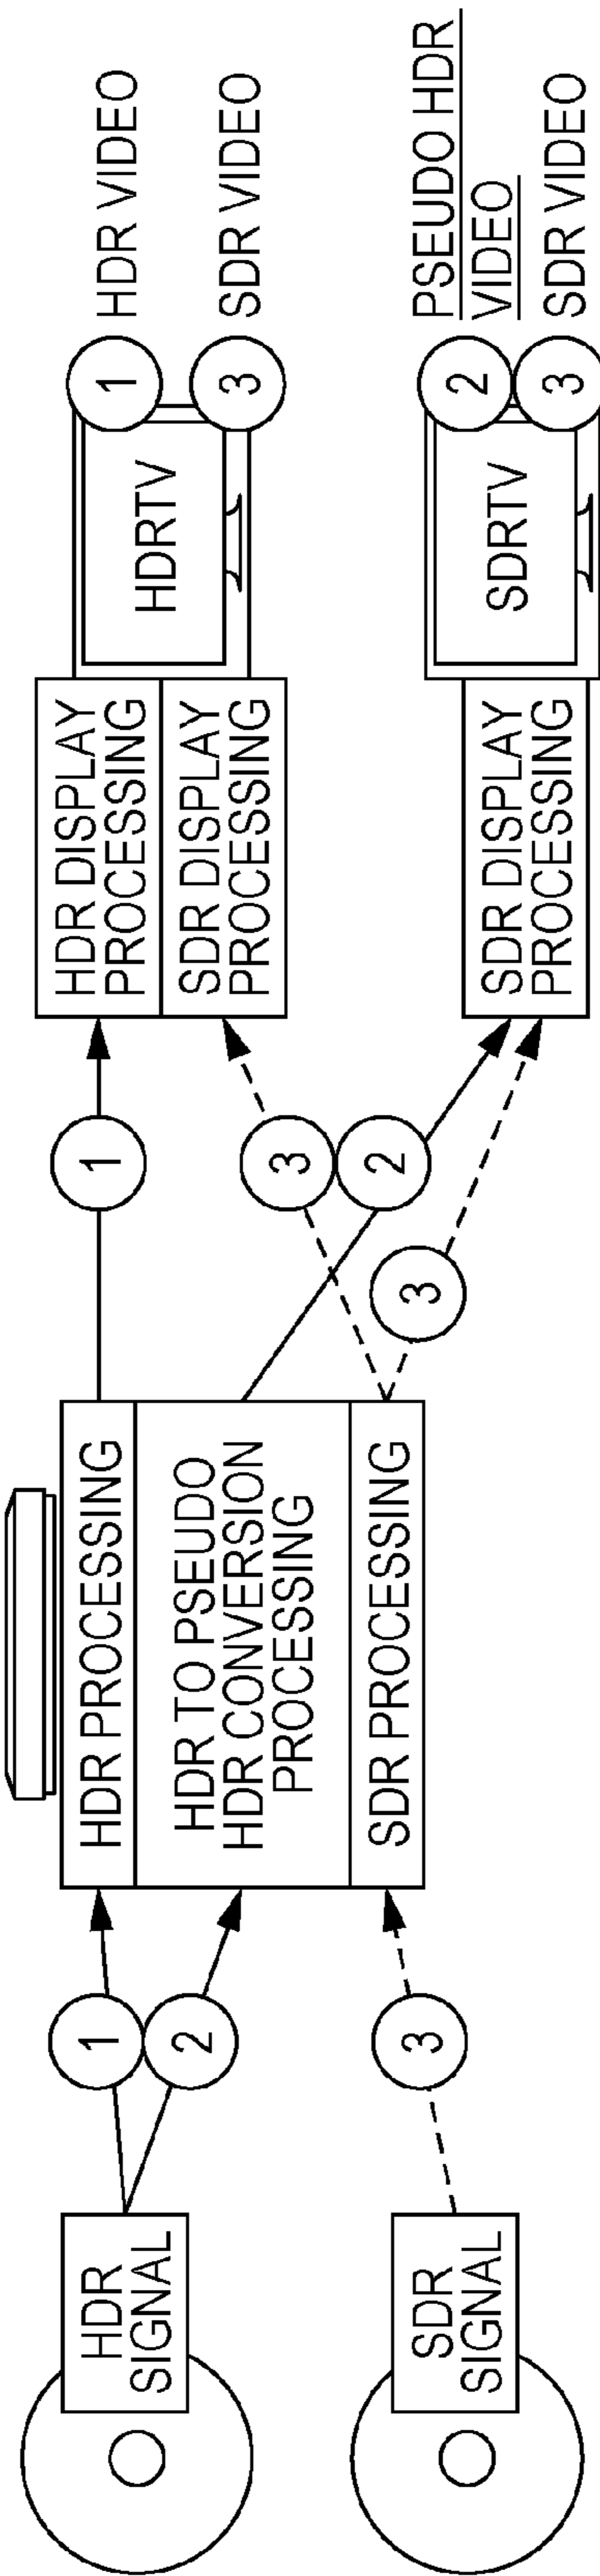 HDR
SIGNAL
SDR
SIGNAL
1
2
3
HDR PROCESSING
HDR TO PSEUDO
HDR CONVERSION
PROCESSING
SDR PROCESSING
1
3
2
3
HDR DISPLAY
PROCESSING
SDR DISPLAY
PROCESSING
SDR DISPLAY
PROCESSING
HDRTV
SDRTV
1
HDR VIDEO
3
SDR VIDEO
2
PSEUDO HDR
VIDEO
3
SDR VIDEO